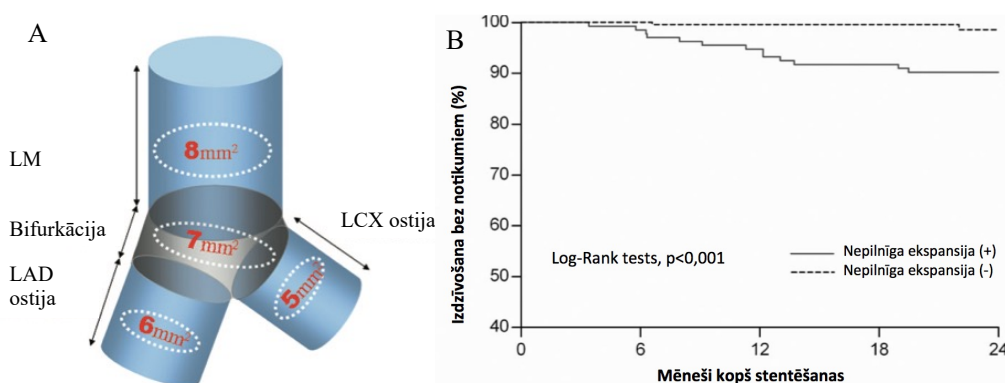 A
LM
Bifurkācija
LAD
ostija
8mm²
7mm²
6mm²
5mm²
LCX ostija
B
Izdzīvošana bez notikumiem (%)
100
90
80
70
60
50
40
Log-Rank tests, p<0,001
Nepilnīga ekspansija (+)
Nepilnīga ekspansija (-)
0
6
12
18
24
Mēneši kopš stentēšanas